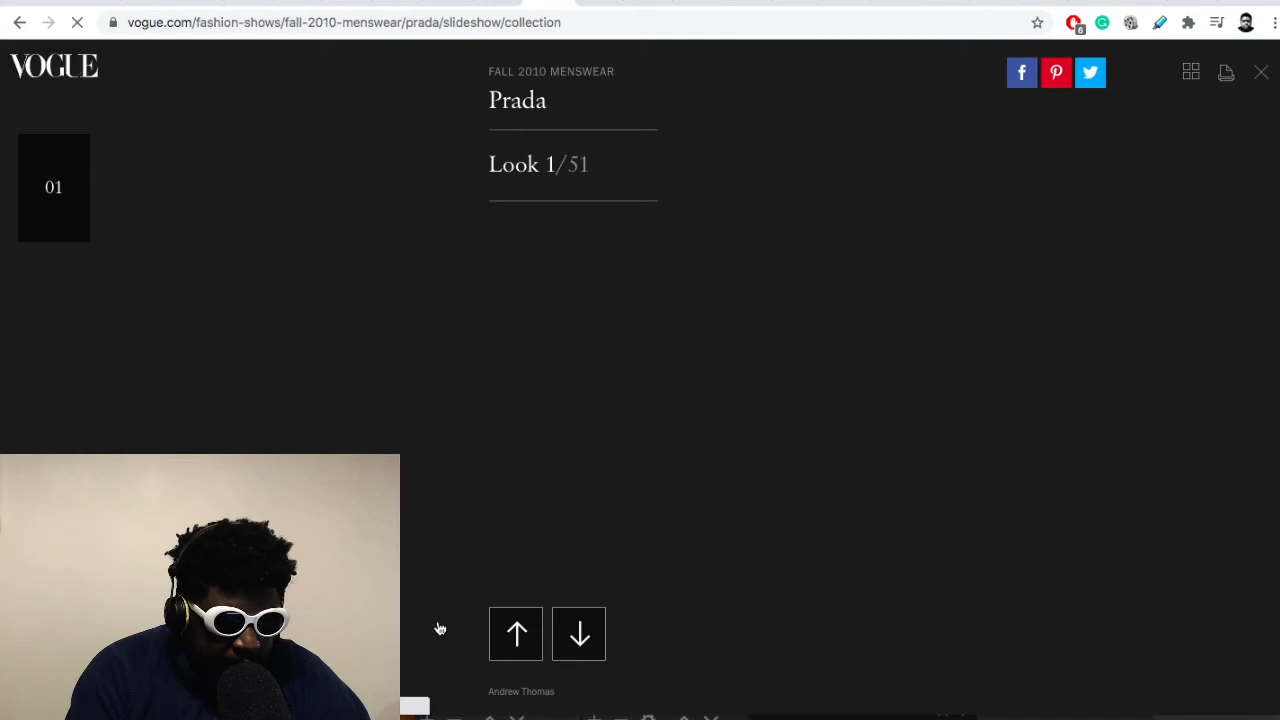 vogue.com/fashion-shows/fall-2010-menswear/prada/slideshow/collection
6
VOGUE
FALL 2010 MENSWEAR
Prada
01
Look 1/51
Andrew Thomas